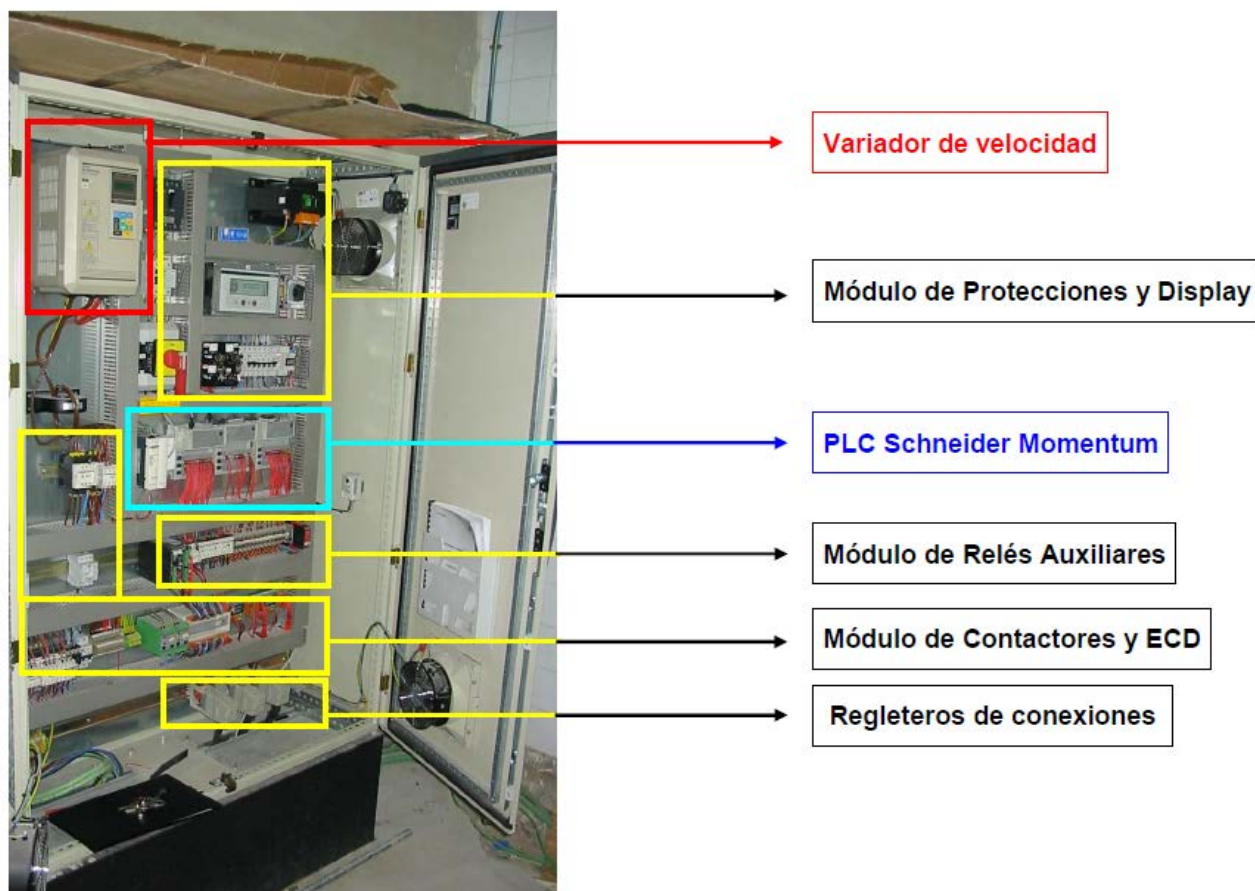 Variador de velocidad
Módulo de Protecciones y Display
PLC Schneider Momentum
Módulo de Relés Auxiliares
Módulo de Contactores y ECD
Regleteros de conexiones